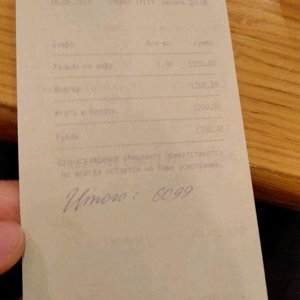 Блюдо Кол-во Сумма
Кальян на чаше 1.00 1200.00
Всего: 1200.00
Итого к оплате: 1200.00
Рубли 1200.00
Вознаграждение официанту приветствуется,
но всегда остается на Ваше усмотрение.
Итого: 6099